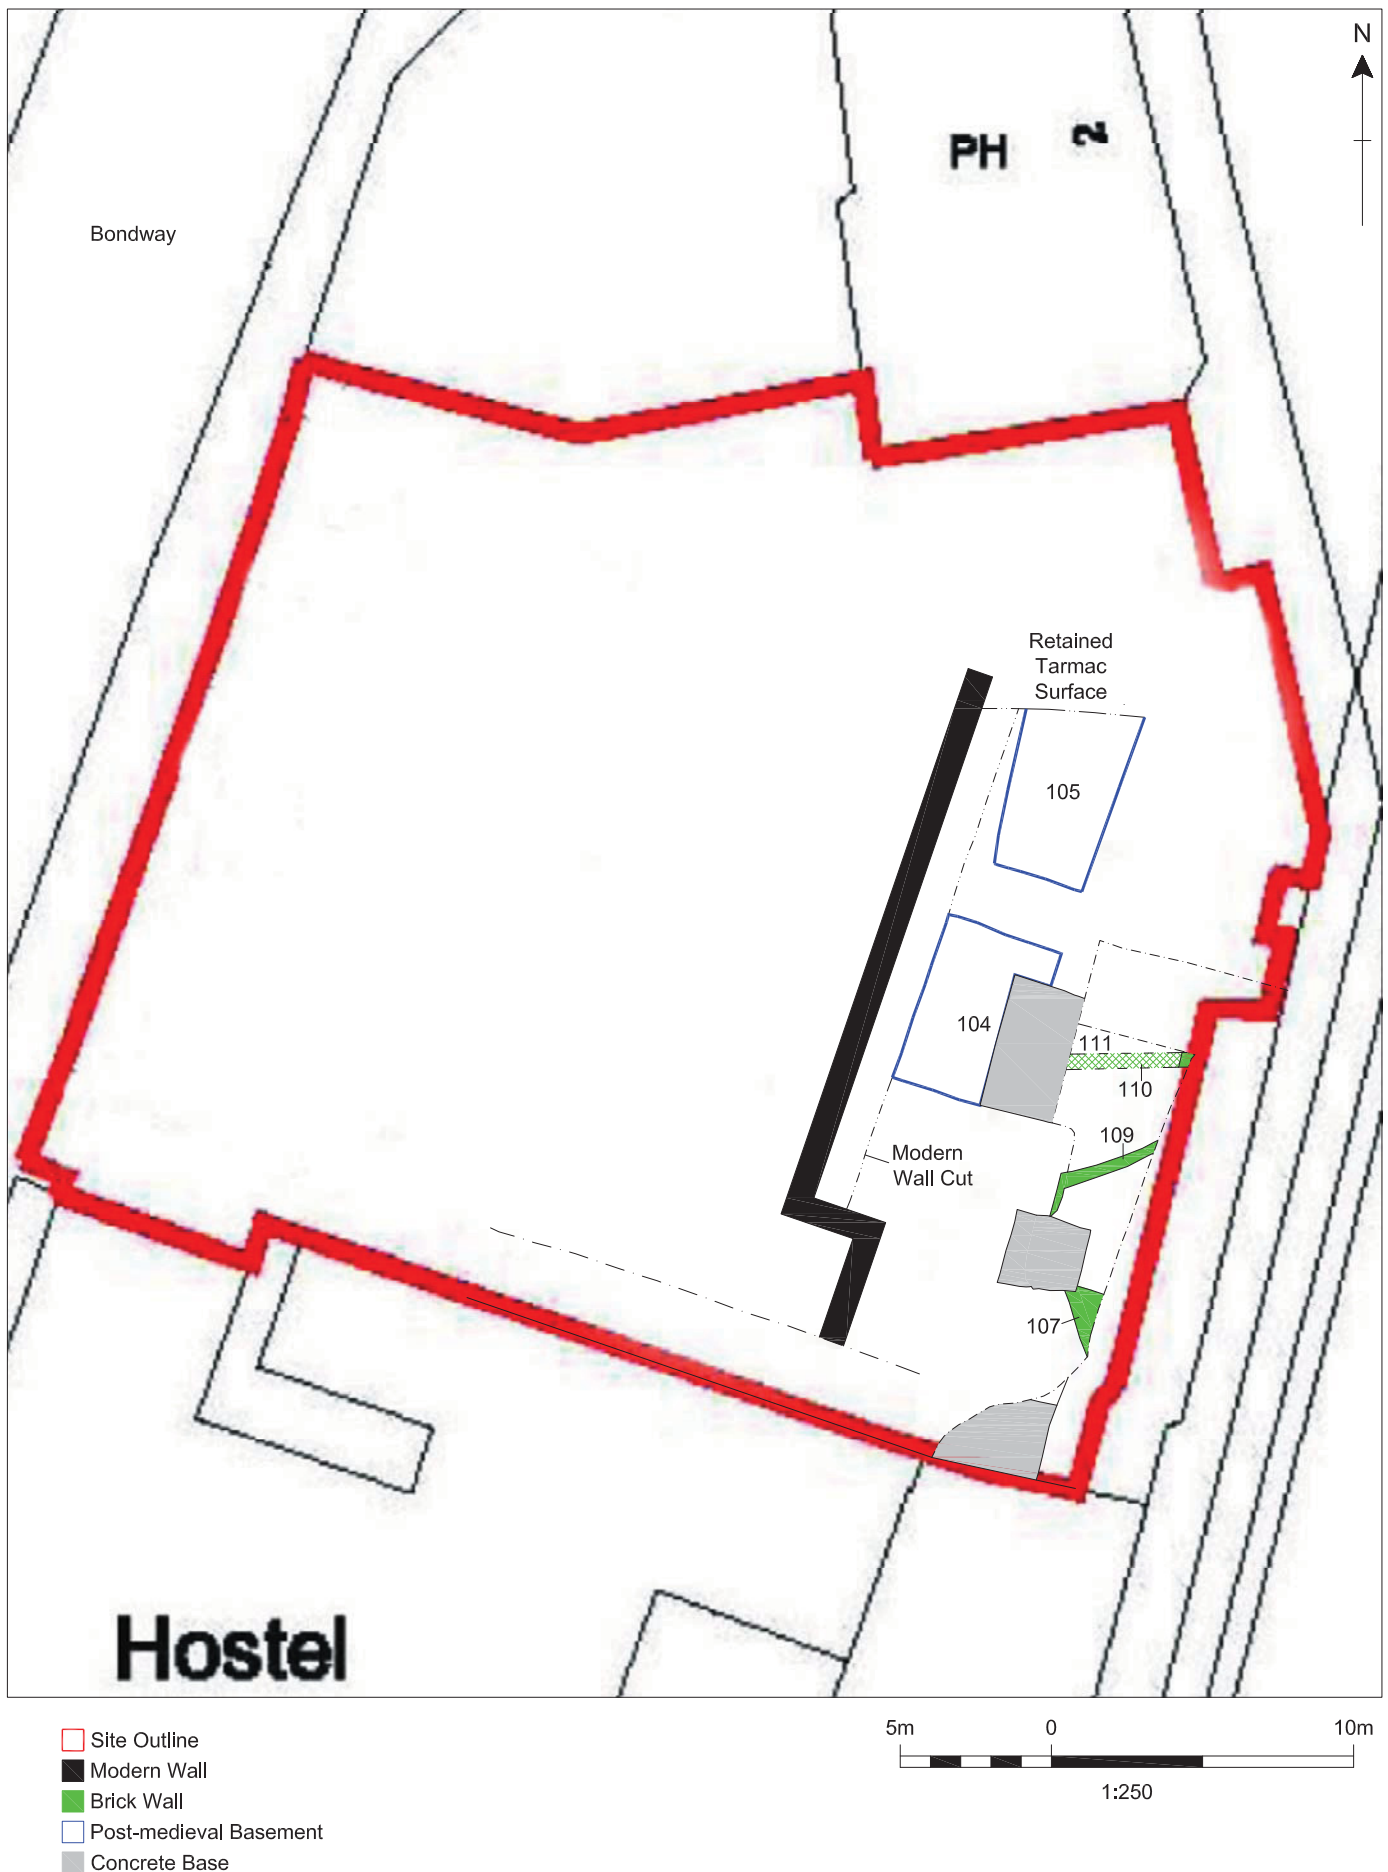 N
PH
2
Bondway
Retained
Tarmac
Surface
105
104
111
110
109
Modern
Wall Cut
107
Hostel
Site Outline
Modern Wall
Brick Wall
Post-medieval Basement
Concrete Base
5m 0 10m
1:250